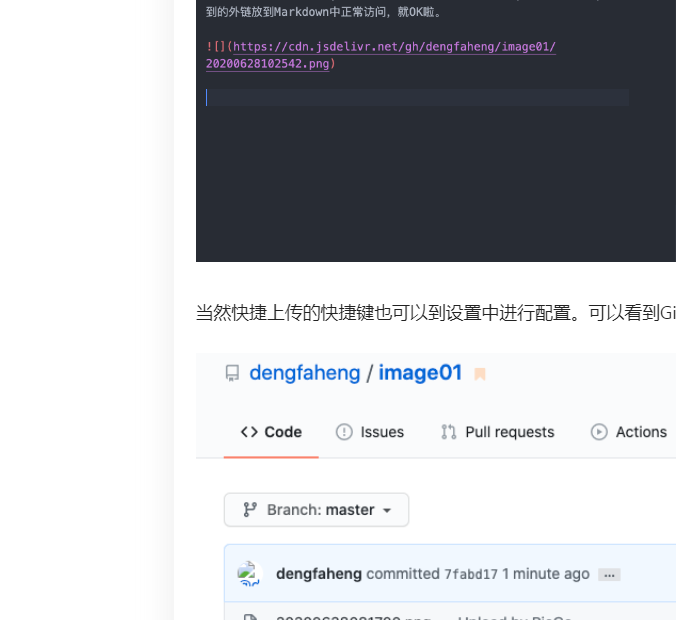 到的外链放到Markdown中正常访问，就OK啦。
![](https://cdn.jsdelivr.net/gh/dengfaheng/image01/
20200628102542.png)
当然快捷上传的快捷键也可以到设置中进行配置。可以看到Gi
dengfaheng / image01
Code Issues Pull requests Actions
Branch: master
dengfaheng committed 7fabd17 1 minute ago ...